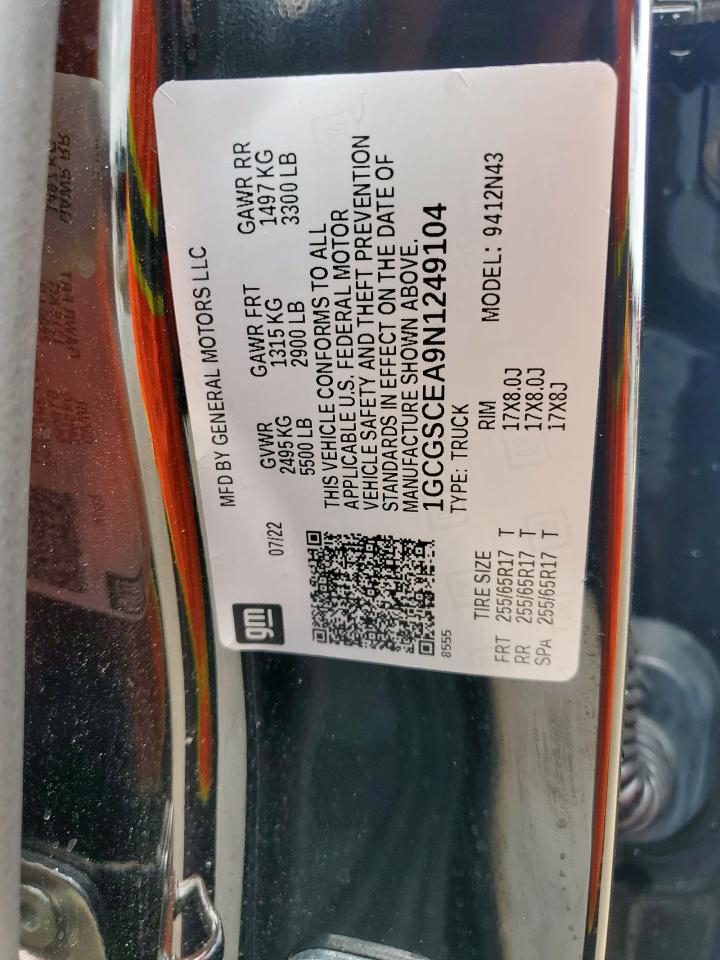 gm
MFD BY GENERAL MOTORS LLC
07/22
GVWR GAWR FRT GAWR RR
2495 KG 1315 KG 1497 KG
5500 LB 2900 LB 3300 LB
THIS VEHICLE CONFORMS TO ALL
APPLICABLE U.S. FEDERAL MOTOR
VEHICLE SAFETY AND THEFT PREVENTION
STANDARDS IN EFFECT ON THE DATE OF
MANUFACTURE SHOWN ABOVE.
1GCGSCEA9N1249104
8555
TYPE: TRUCK
MODEL: 9412N43
TIRE SIZE RIM
FRT 255/65R17 T 17X8.0J
RR 255/65R17 T 17X8.0J
SPA 255/65R17 T 17X8J